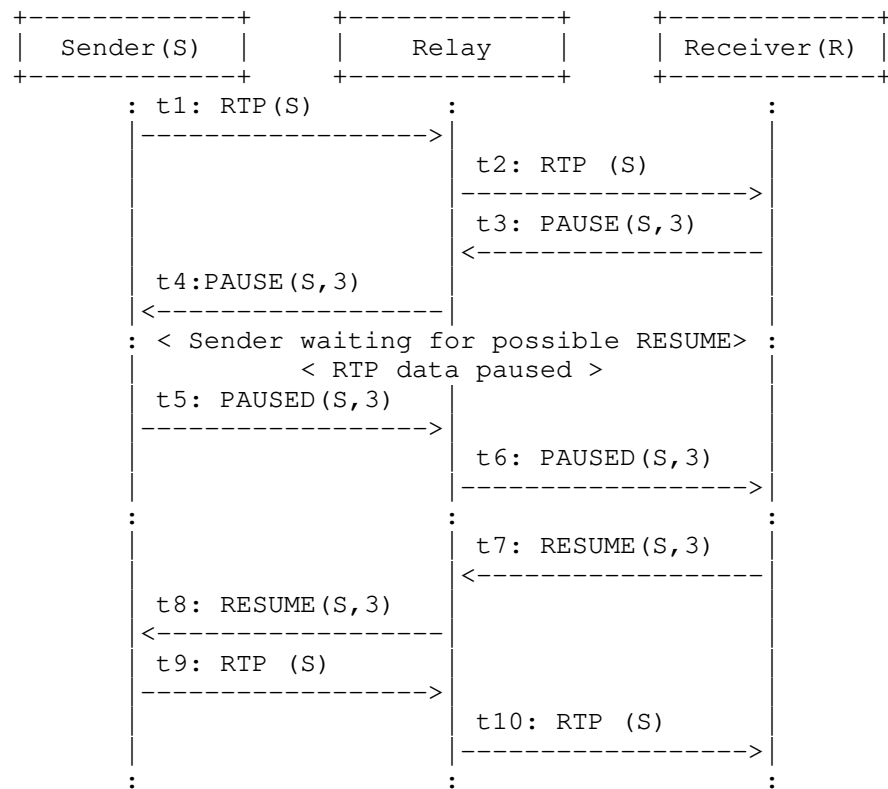 Sender(S) Relay Receiver(R)
t1: RTP(S)
t2: RTP (S)
t3: PAUSE(S,3)
t4:PAUSE(S,3)
< Sender waiting for possible RESUME>
< RTP data paused >
t5: PAUSED(S,3)
t6: PAUSED(S,3)
t7: RESUME(S,3)
t8: RESUME(S,3)
t9: RTP (S)
t10: RTP (S)